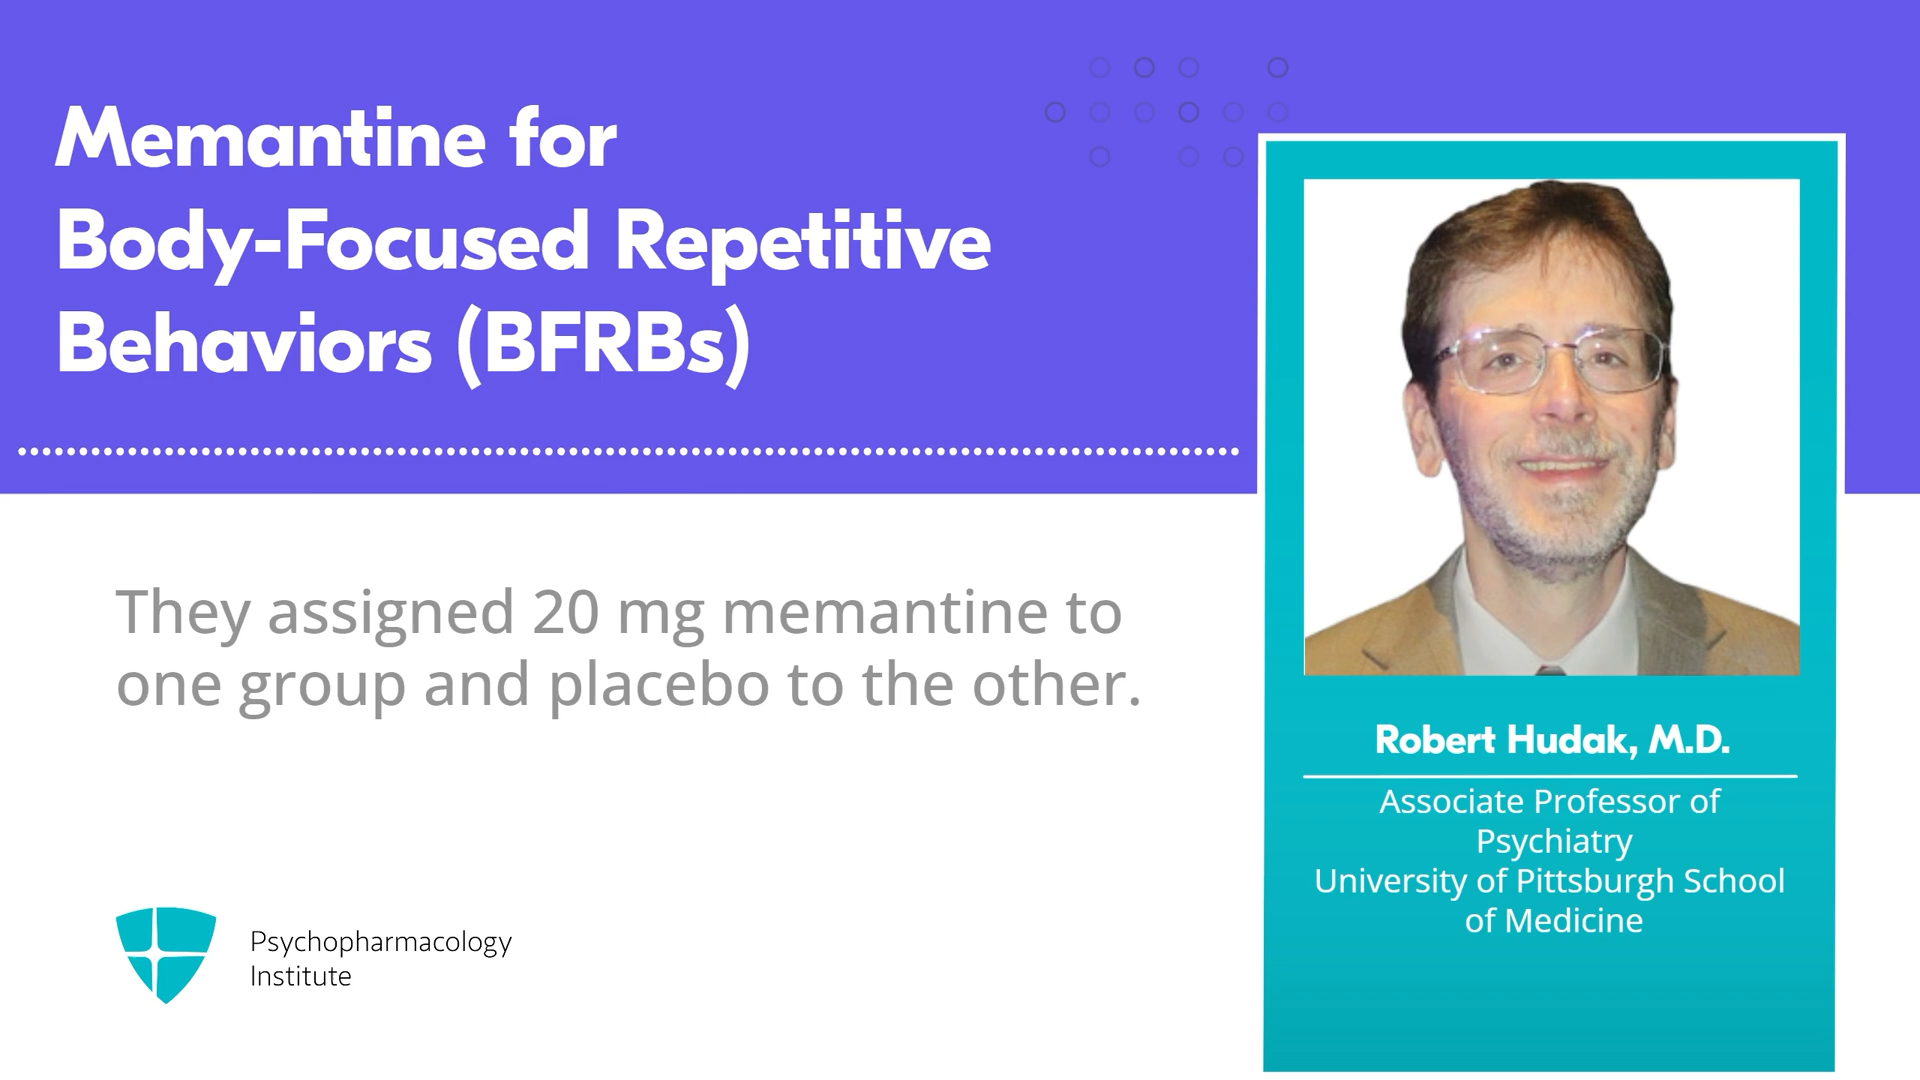 Memantine for
Body-Focused Repetitive
Behaviors (BFRBs)
They assigned 20 mg memantine to
one group and placebo to the other.
Psychopharmacology
Institute
Robert Hudak, M.D.
Associate Professor of
Psychiatry
University of Pittsburgh School
of Medicine